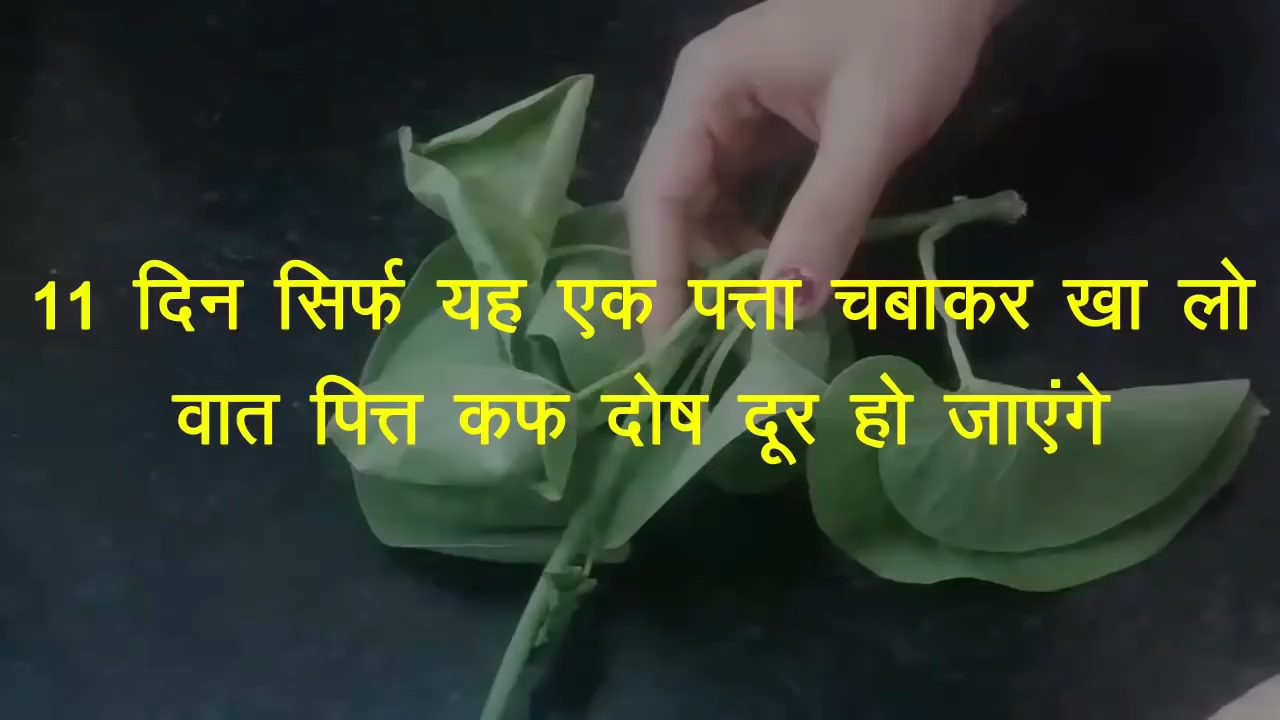 11 दिन सिर्फ यह एक पत्ता चबाकर खा लो
वात पित्त कफ दोष दूर हो जाएंगे